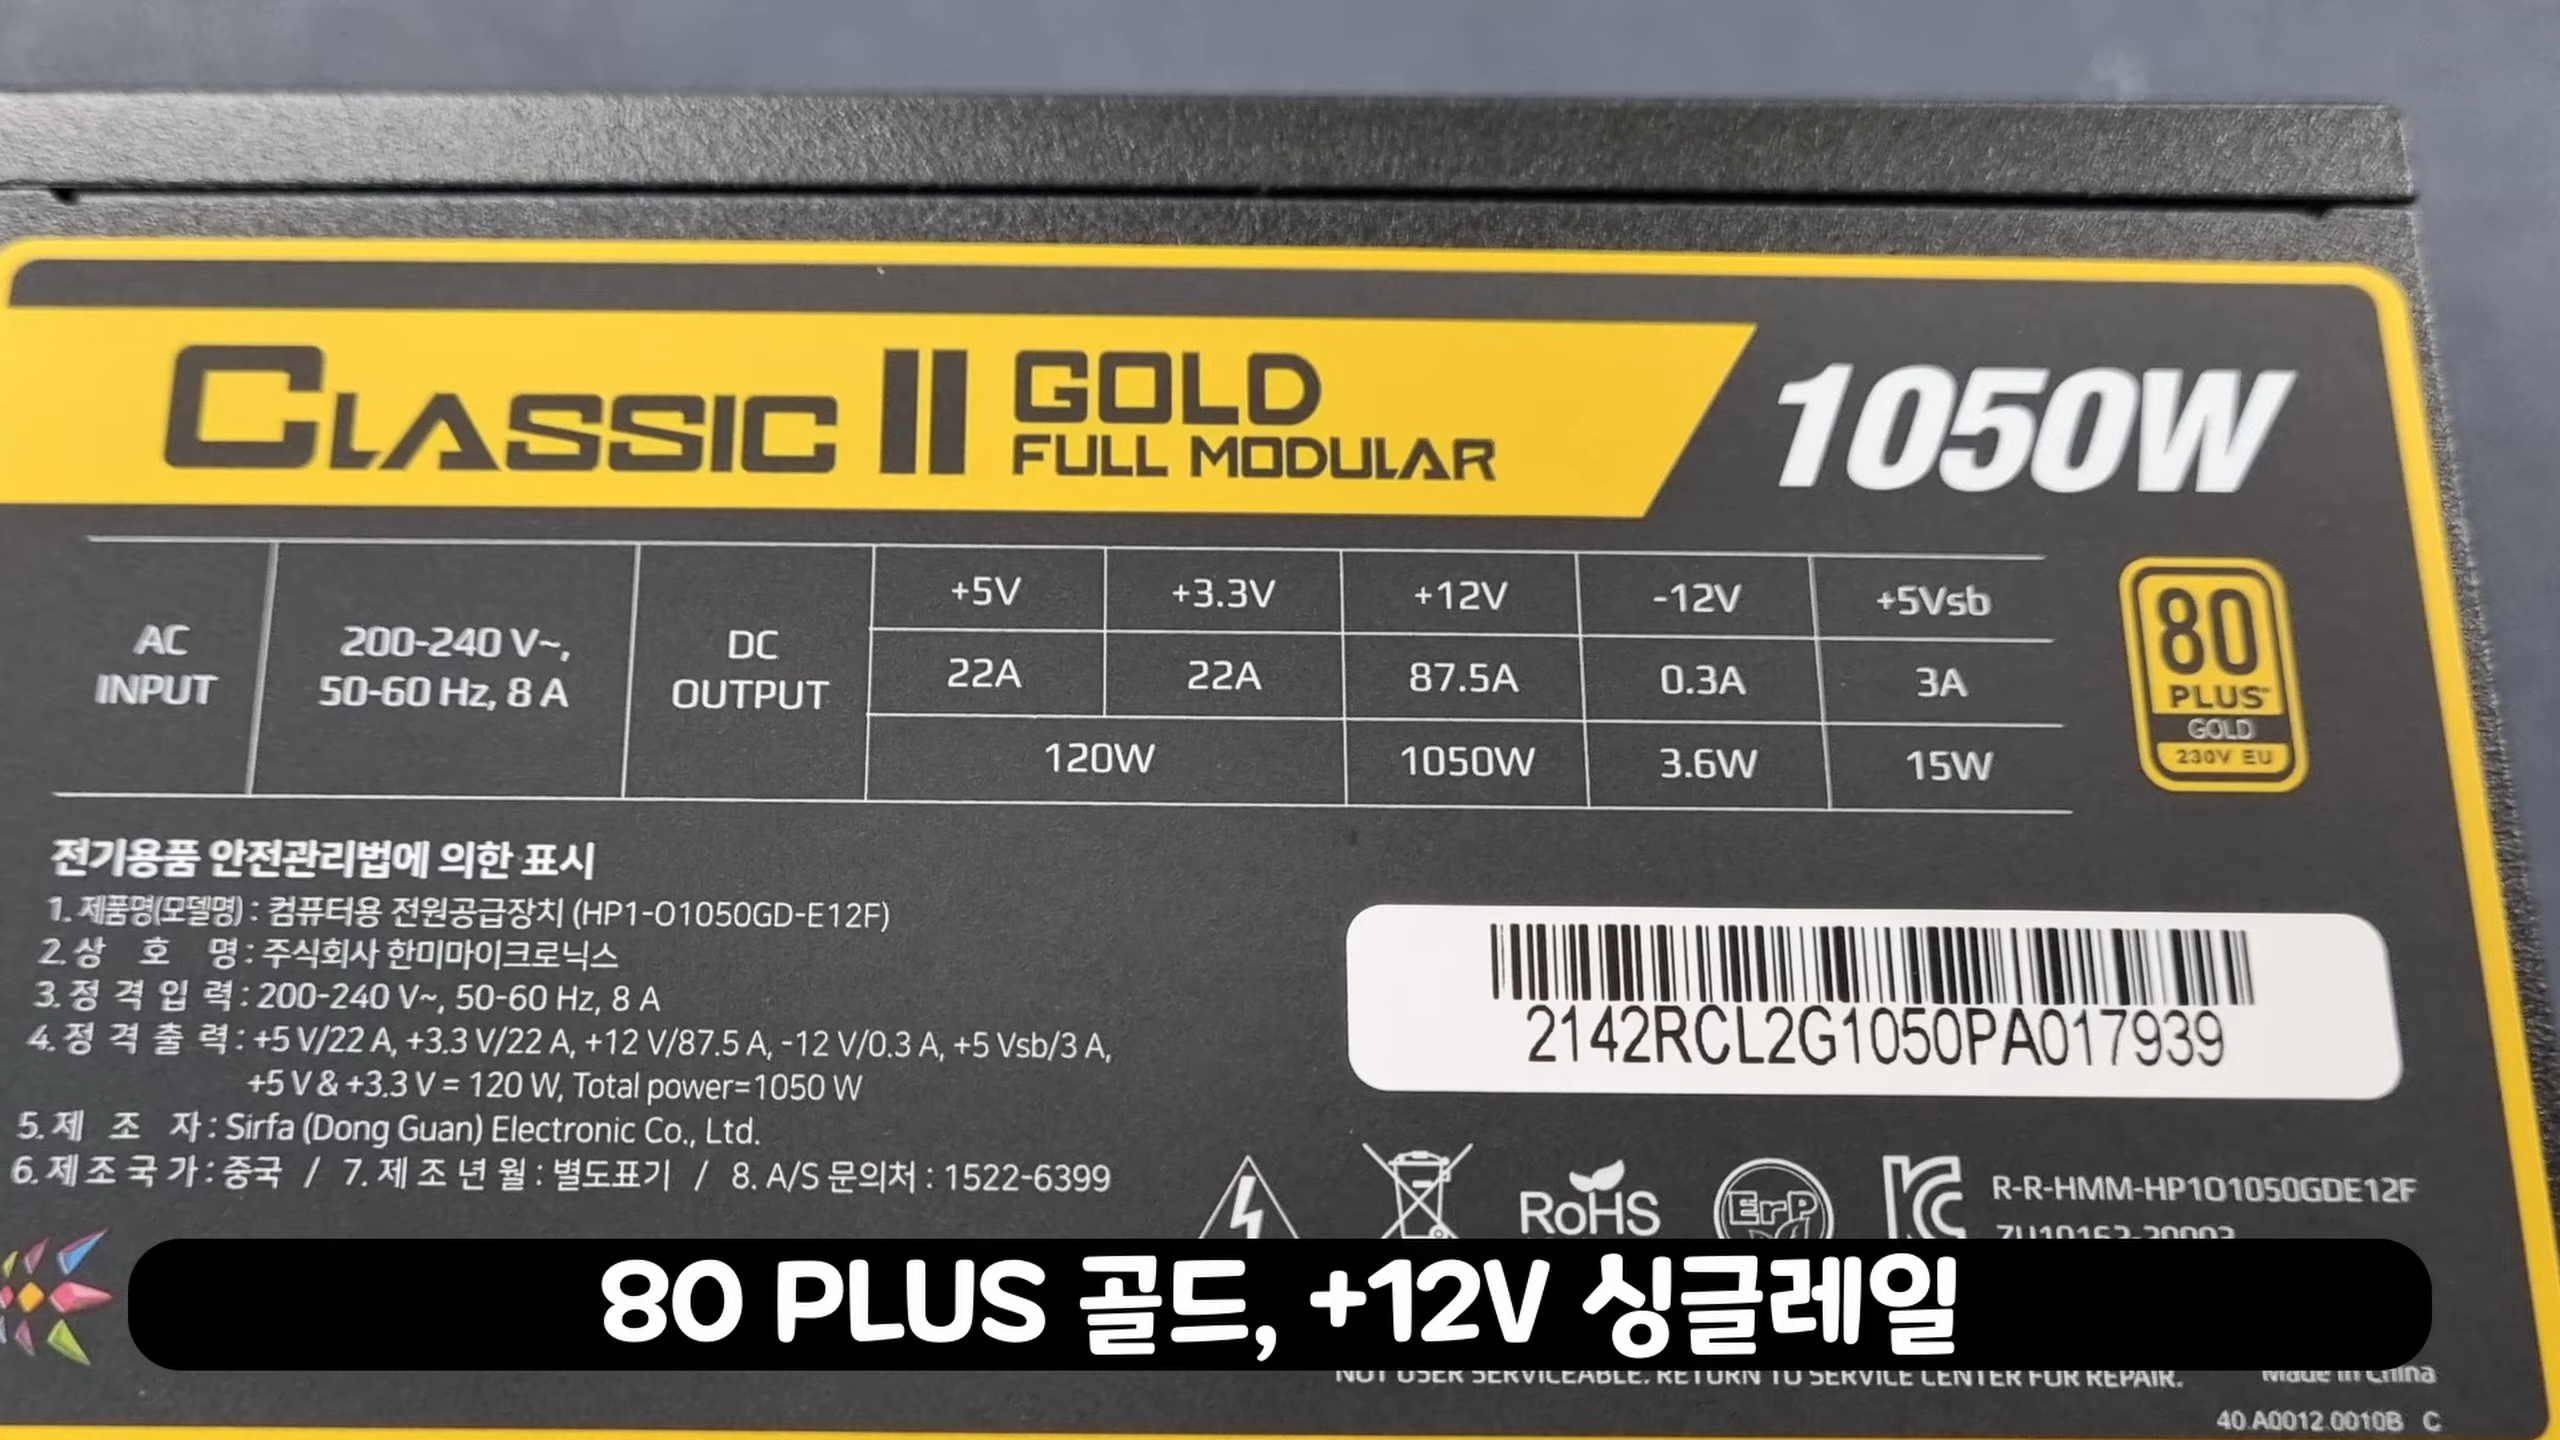 CLASSIC II GOLD
FULL MODULAR
1050W
AC INPUT
200-240 V~,
50-60 Hz, 8 A
DC OUTPUT
+5V +3.3V +12V -12V +5Vsb
22A 22A 87.5A 0.3A 3A
120W 1050W 3.6W 15W
80
PLUS
GOLD
230V EU
전기용품 안전관리법에 의한 표시
1. 제품명(모델명) : 컴퓨터용 전원공급장치 (HP1-O1050GD-E12F)
2. 상 호 명 : 주식회사 한미마이크로닉스
3. 정 격 입 력 : 200-240 V~, 50-60 Hz, 8 A
4. 정 격 출 력 : +5 V/22 A, +3.3 V/22 A, +12 V/87.5 A, -12 V/0.3 A, +5 Vsb/3 A,
+5 V & +3.3 V = 120 W, Total power=1050 W
5. 제 조 자 : Sirfa (Dong Guan) Electronic Co., Ltd.
6. 제 조 국 가 : 중국 / 7. 제 조 년 월 : 별도표기 / 8. A/S 문의처 : 1522-6399
2142RCL2G1050PA017939
RoHS
ErP
R-R-HMM-HP1O1050GDE12F
80 PLUS 골드, +12V 싱글레일
NOT USER SERVICEABLE. RETURN TO SERVICE CENTER FOR REPAIR.
Made in China
40.A0012.0010B C